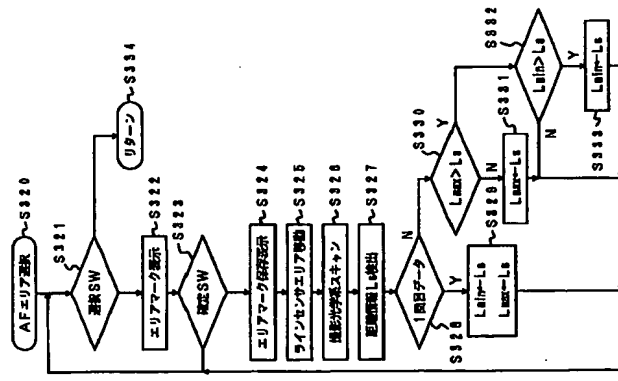 AFエリア選択
S320
選択SW
S321
リターン
S334
エリアマーク表示
S322
確定SW
S323
エリアマーク保存表示
S324
ラインセンサエリア移動
S325
撮影光学系スキャン
S326
距離情報Ls検出
S327
1回目データ
S328
N
Y
Lmin←Ls
Lmax←Ls
S329
Lmax>Ls
S330
Y
N
Lmax←Ls
S331
Lmin>Ls
S332
N
Y
Lmin←Ls
S333